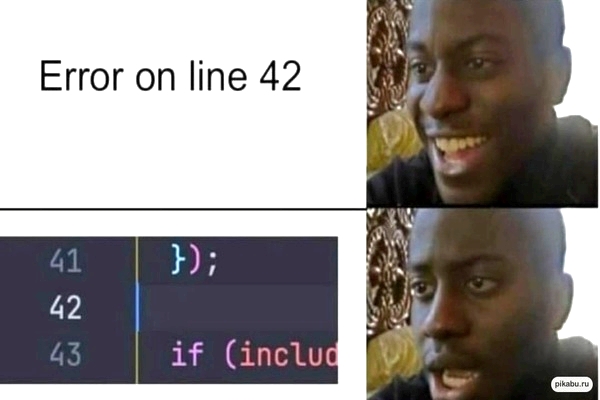 Error on line 42
41 });
42
43 if (includ
pikabu.ru